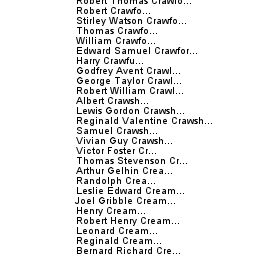 Robert Thomas Crawfo...
Robert Crawfo...
Stirley Watson Crawfo...
Thomas Crawfo...
William Crawfo...
Edward Samuel Crawfor...
Harry Crawfu...
Godfrey Avent Crawl...
George Taylor Crawl...
Robert William Crawl...
Albert Crawsh...
Lewis Gordon Crawsh...
Reginald Valentine Crawsh...
Samuel Crawsh...
Vivian Guy Crawsh...
Victor Foster Cr...
Thomas Stevenson Cr...
Arthur Gelhin Crea...
Randolph Crea...
Leslie Edward Cream...
Joel Gribble Cream...
Henry Cream...
Robert Henry Cream...
Leonard Cream...
Reginald Cream...
Bernard Richard Cre...